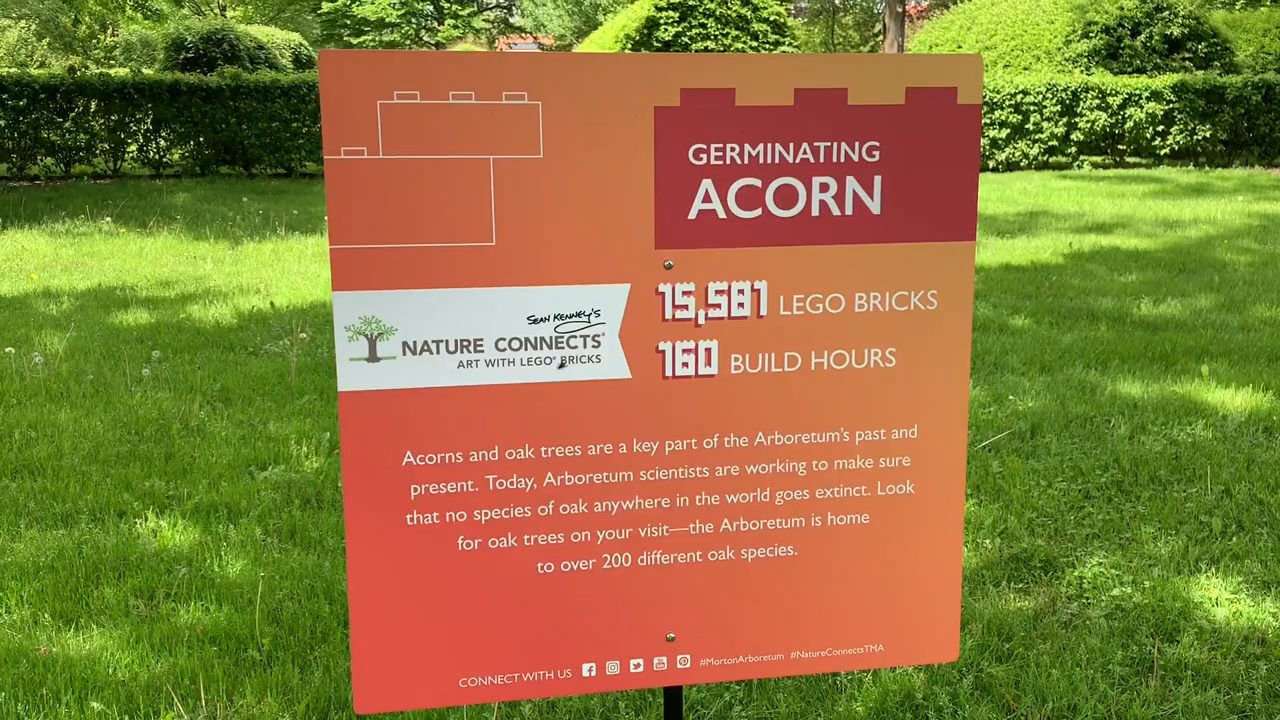 GERMINATING
ACORN
SEAN KENNEY'S
NATURE CONNECTS®
ART WITH LEGO® BRICKS
15,581 LEGO BRICKS
160 BUILD HOURS
Acorns and oak trees are a key part of the Arboretum's past and
present. Today, Arboretum scientists are working to make sure
that no species of oak anywhere in the world goes extinct. Look
for oak trees on your visit—the Arboretum is home
to over 200 different oak species.
CONNECT WITH US #MortonArboretum #NatureConnectsTMA